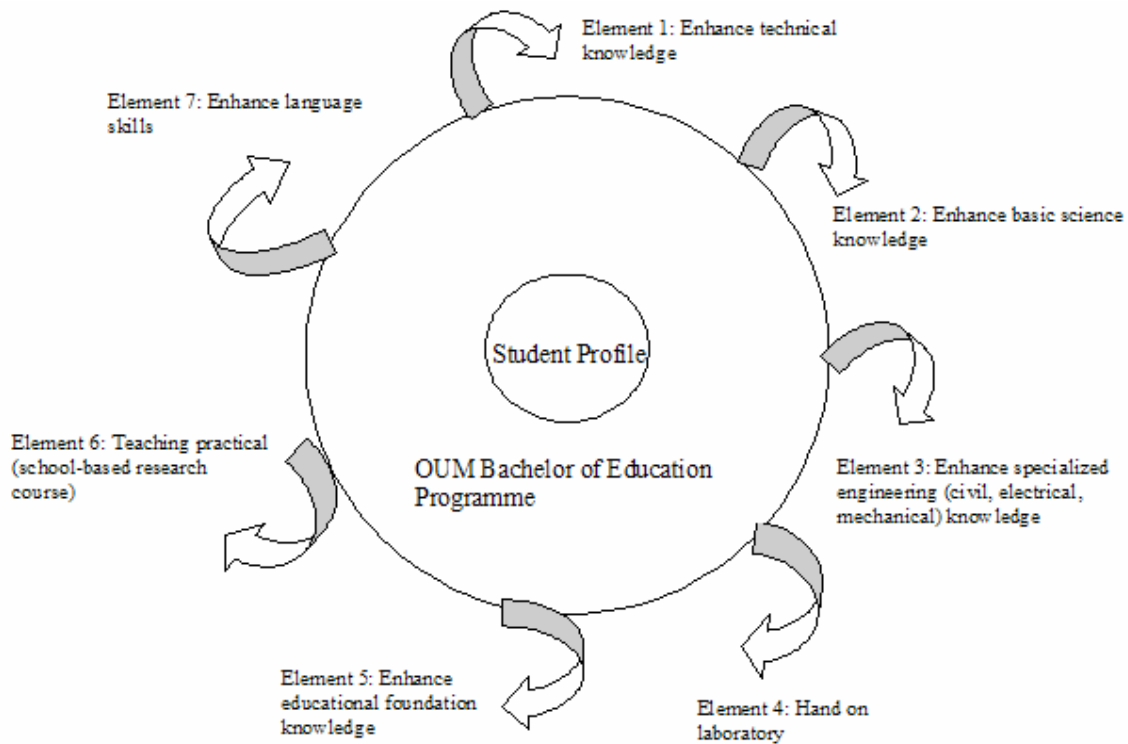 Element 1: Enhance technical
knowledge
Element 7: Enhance language
skills
Element 2: Enhance basic science
knowledge
Student Profile
Element 6: Teaching practical
(school-based research
course)
OUM Bachelor of Education
Programme
Element 3: Enhance specialized
engineering (civil, electrical,
mechanical) knowledge
Element 5: Enhance
educational foundation
knowledge
Element 4: Hand on
laboratory